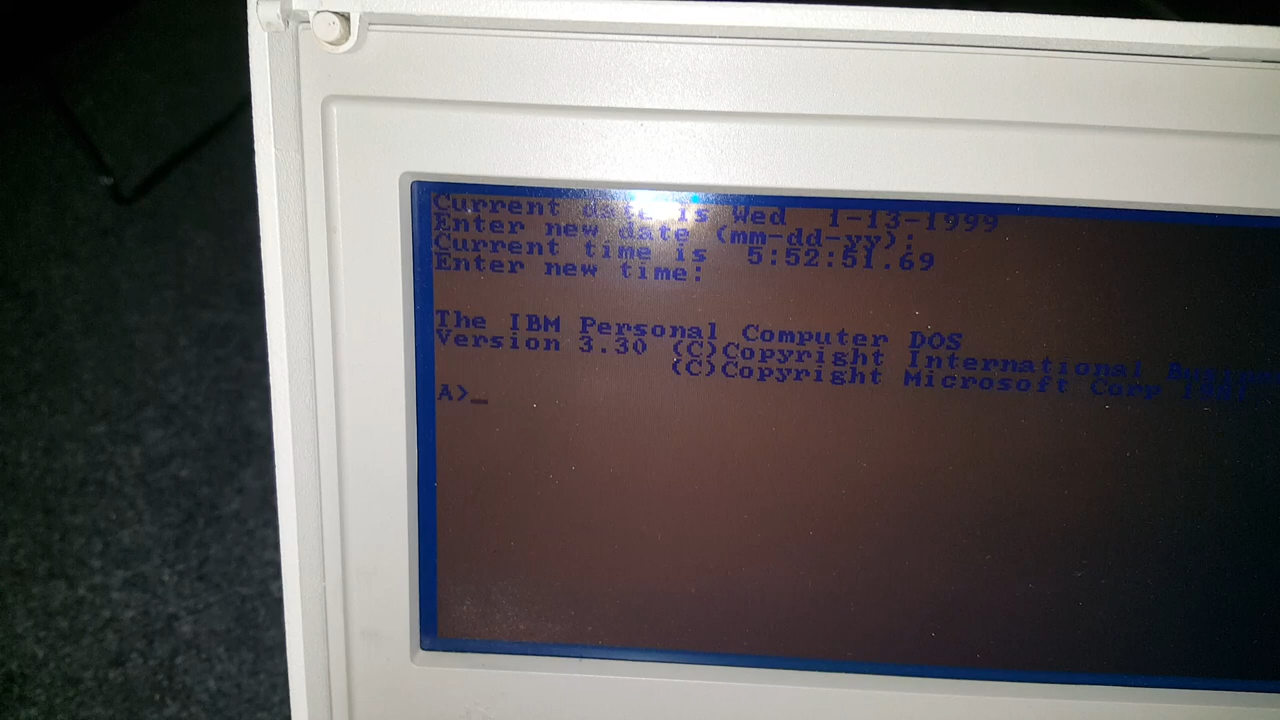 Current date is Wed  1-13-1999
Enter new date (mm-dd-yy):
Current time is  5:52:51.69
Enter new time:
The IBM Personal Computer DOS
Version 3.30 (C)Copyright International
(C)Copyright Microsoft Corp
A>_